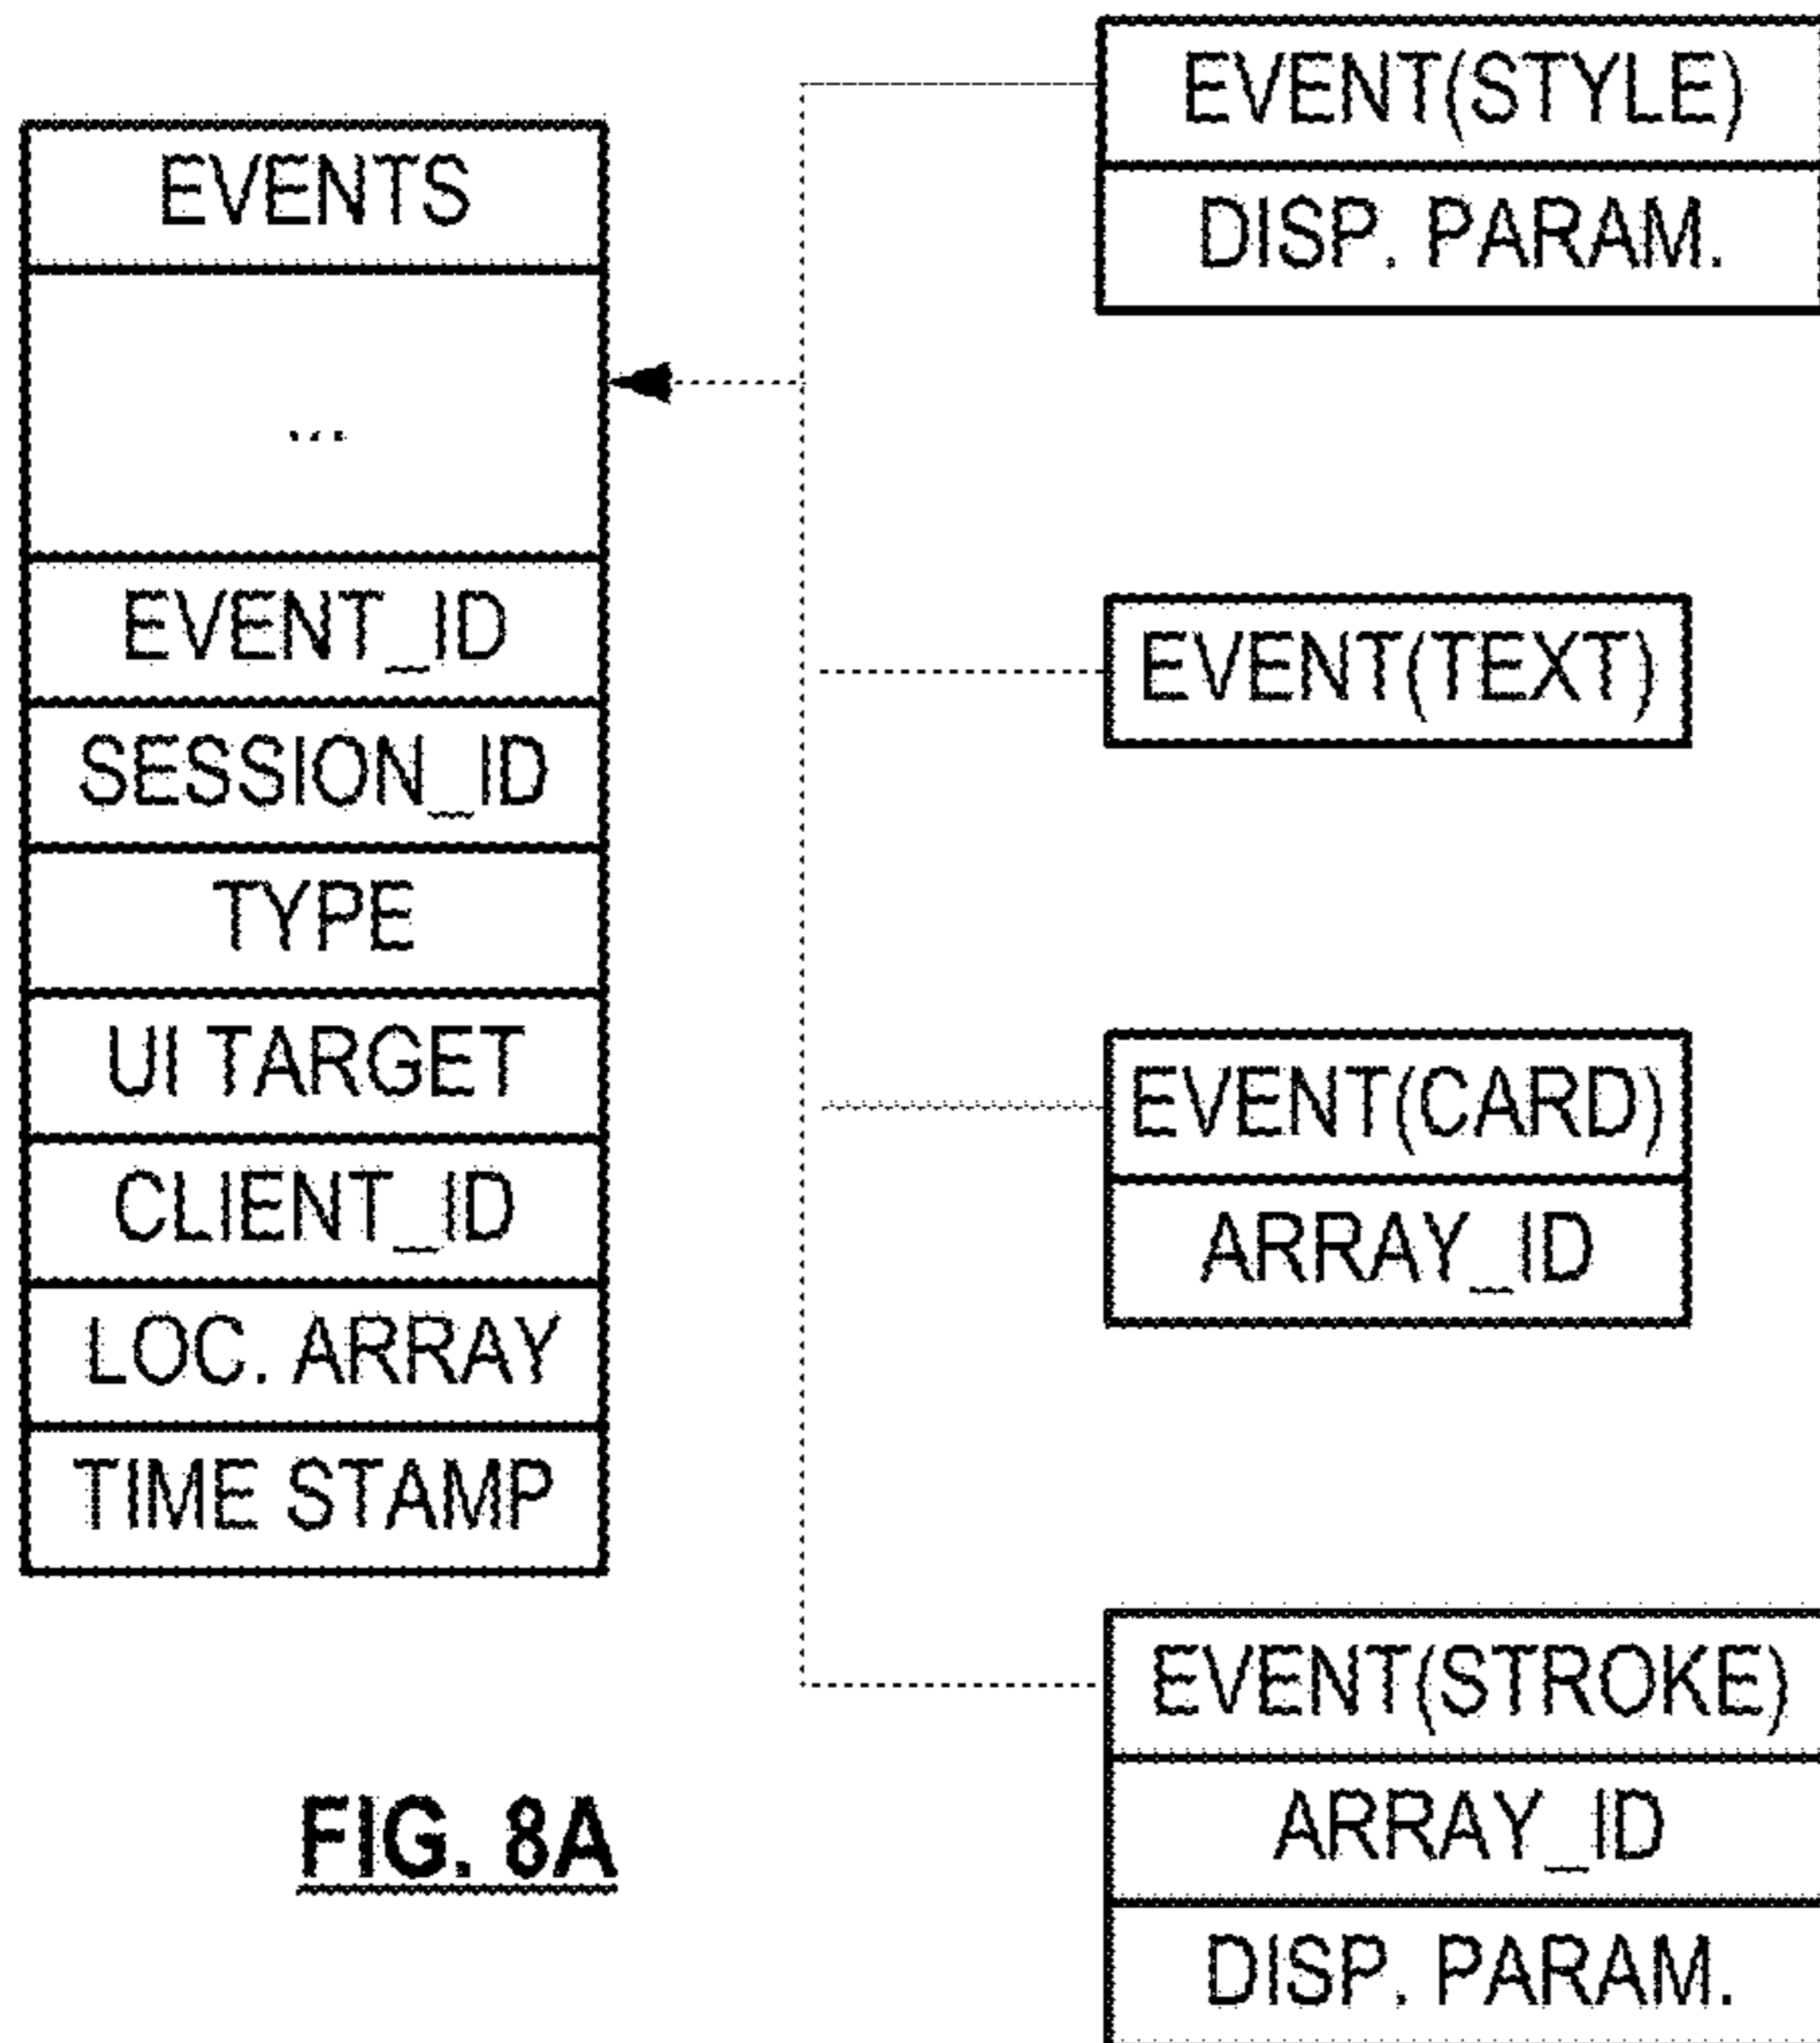 EVENTS
...
EVENT_ID
SESSION_ID
TYPE
UI TARGET
CLIENT_ID
LOC. ARRAY
TIME STAMP
EVENT(STYLE)
DISP. PARAM.
EVENT(TEXT)
EVENT(CARD)
ARRAY_ID
EVENT(STROKE)
ARRAY_ID
DISP. PARAM.
FIG. 8A